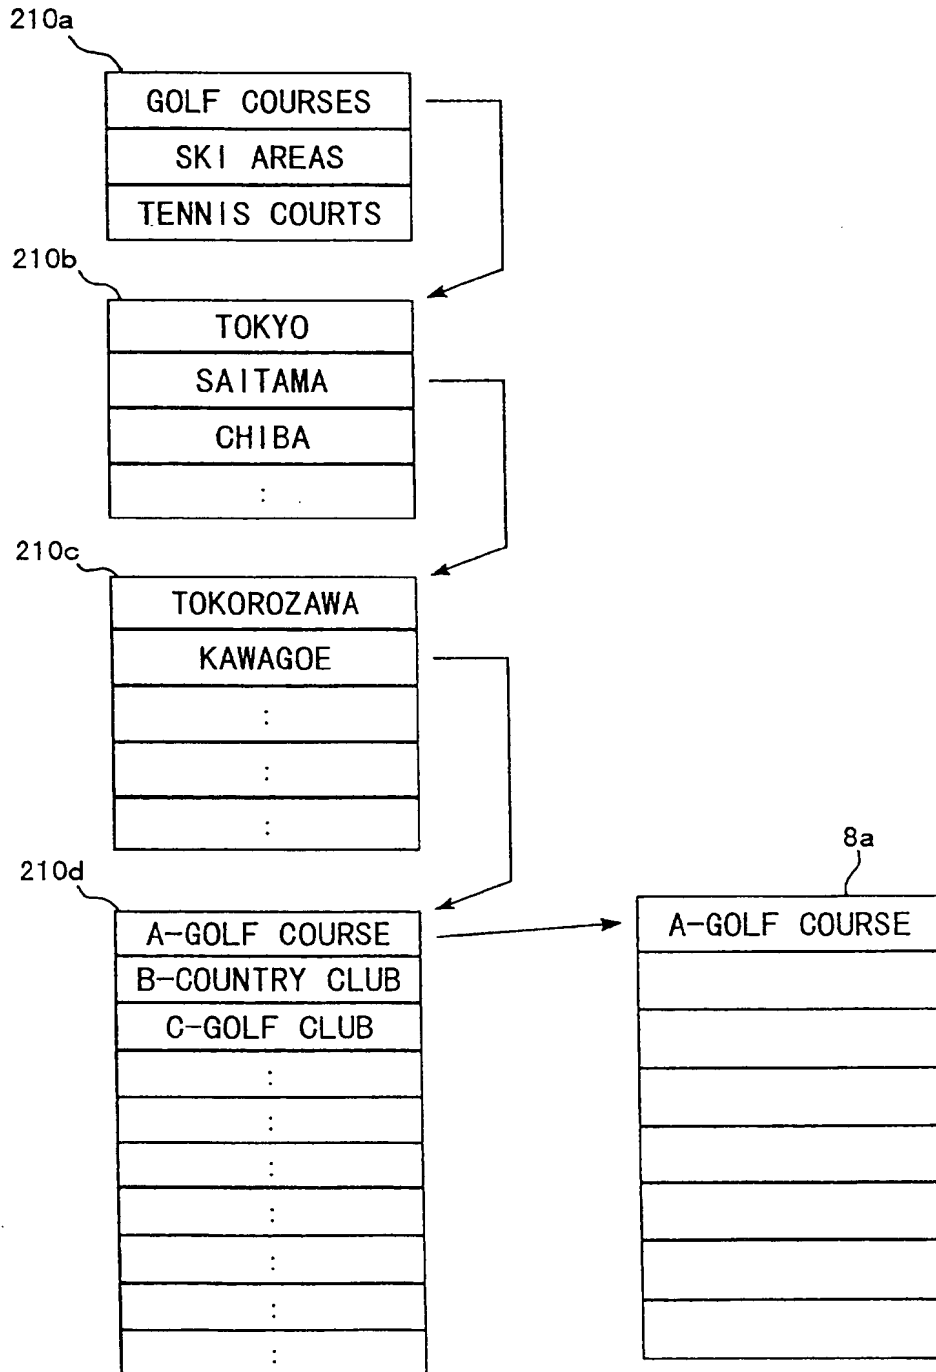 210a
GOLF COURSES
SKI AREAS
TENNIS COURTS
210b
TOKYO
SAITAMA
CHIBA
:
210c
TOKOROZAWA
KAWAGOE
:
:
:
210d
A-GOLF COURSE
B-COUNTRY CLUB
C-GOLF CLUB
:
:
:
:
:
:
:
8a
A-GOLF COURSE